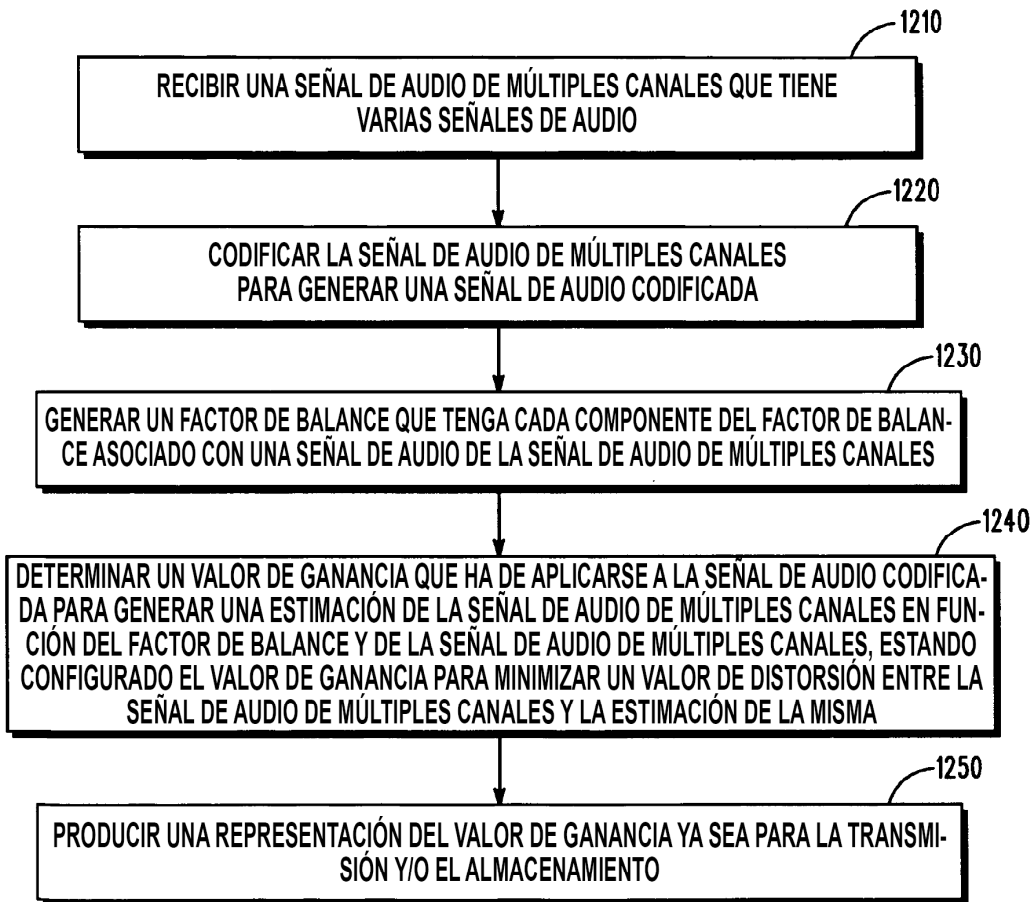 1210
RECIBIR UNA SEÑAL DE AUDIO DE MÚLTIPLES CANALES QUE TIENE
VARIAS SEÑALES DE AUDIO
1220
CODIFICAR LA SEÑAL DE AUDIO DE MÚLTIPLES CANALES
PARA GENERAR UNA SEÑAL DE AUDIO CODIFICADA
1230
GENERAR UN FACTOR DE BALANCE QUE TENGA CADA COMPONENTE DEL FACTOR DE BALAN-
CE ASOCIADO CON UNA SEÑAL DE AUDIO DE LA SEÑAL DE AUDIO DE MÚLTIPLES CANALES
1240
DETERMINAR UN VALOR DE GANANCIA QUE HA DE APLICARSE A LA SEÑAL DE AUDIO CODIFICA-
DA PARA GENERAR UNA ESTIMACIÓN DE LA SEÑAL DE AUDIO DE MÚLTIPLES CANALES EN FUN-
CIÓN DEL FACTOR DE BALANCE Y DE LA SEÑAL DE AUDIO DE MÚLTIPLES CANALES, ESTANDO
CONFIGURADO EL VALOR DE GANANCIA PARA MINIMIZAR UN VALOR DE DISTORSIÓN ENTRE LA
SEÑAL DE AUDIO DE MÚLTIPLES CANALES Y LA ESTIMACIÓN DE LA MISMA
1250
PRODUCIR UNA REPRESENTACIÓN DEL VALOR DE GANANCIA YA SEA PARA LA TRANSMI-
SIÓN Y/O EL ALMACENAMIENTO